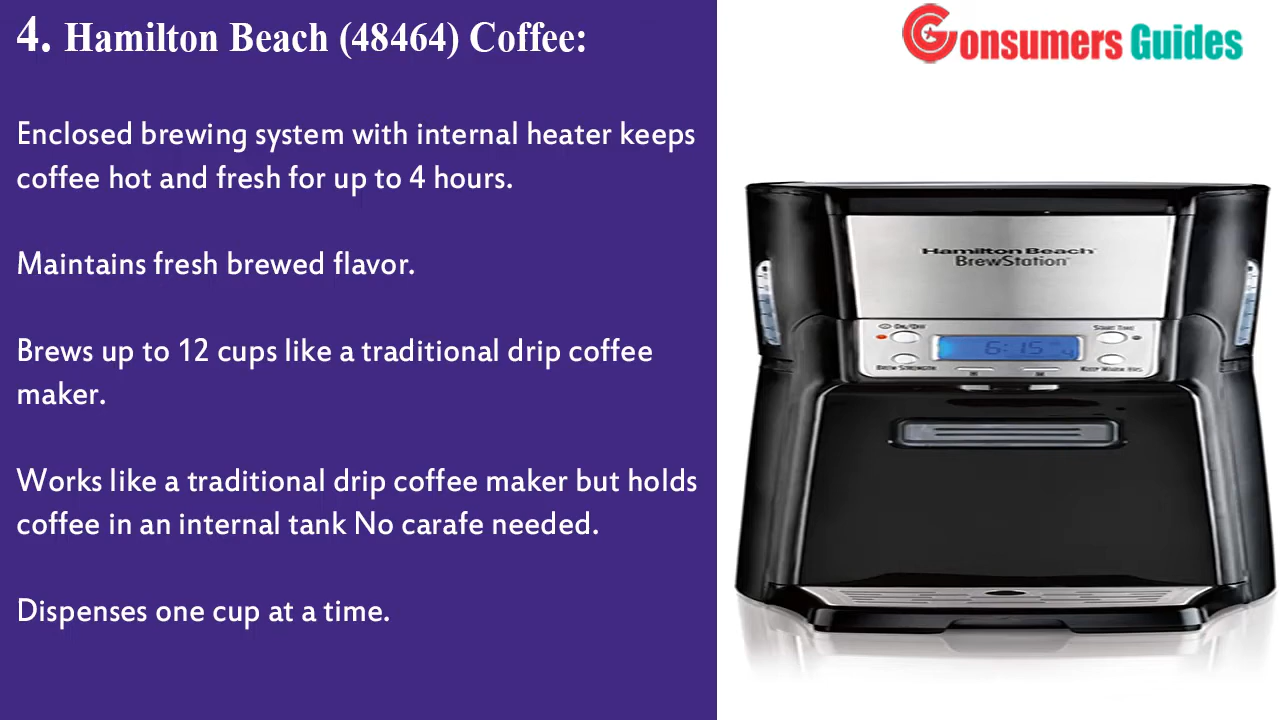 4. Hamilton Beach (48464) Coffee:
Consumers Guides
Enclosed brewing system with internal heater keeps
coffee hot and fresh for up to 4 hours.
Maintains fresh brewed flavor.
Brews up to 12 cups like a traditional drip coffee
maker.
Works like a traditional drip coffee maker but holds
coffee in an internal tank No carafe needed.
Dispenses one cup at a time.
Hamilton Beach
BrewStation™
On/Off
Start Time
6:15
Brew Strength
H
M
Keep Warm Hrs